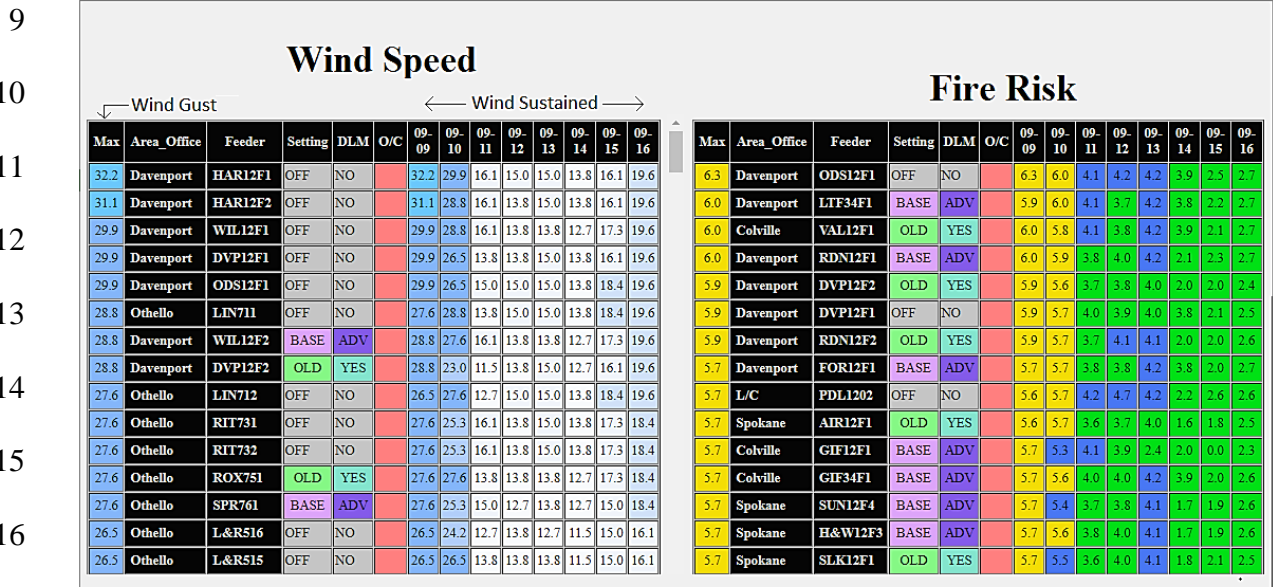 9
10
11
12
13
14
15
16
Wind Speed
Wind Gust
Wind Sustained
Max Area_Office Feeder Setting DLM O/C 09-09 09-10 09-11 09-12 09-13 09-14 09-15 09-16
32.2 Davenport HAR12F1 OFF NO 32.2 29.9 16.1 15.0 15.0 13.8 16.1 19.6
31.1 Davenport HAR12F2 OFF NO 31.1 28.8 16.1 13.8 15.0 13.8 16.1 19.6
29.9 Davenport WIL12F1 OFF NO 29.9 28.8 16.1 13.8 13.8 12.7 17.3 19.6
29.9 Davenport DVP12F1 OFF NO 29.9 26.5 13.8 13.8 15.0 13.8 16.1 19.6
29.9 Davenport ODS12F1 OFF NO 29.9 26.5 15.0 15.0 15.0 13.8 18.4 19.6
28.8 Othello LIN711 OFF NO 27.6 28.8 13.8 15.0 15.0 13.8 18.4 19.6
28.8 Davenport WIL12F2 BASE ADV 28.8 27.6 16.1 13.8 13.8 12.7 17.3 19.6
28.8 Davenport DVP12F2 OLD YES 28.8 23.0 11.5 13.8 15.0 12.7 16.1 19.6
27.6 Othello LIN712 OFF NO 26.5 27.6 12.7 15.0 15.0 13.8 18.4 19.6
27.6 Othello RIT731 OFF NO 27.6 25.3 16.1 13.8 15.0 13.8 17.3 18.4
27.6 Othello RIT732 OFF NO 27.6 25.3 16.1 13.8 15.0 13.8 17.3 18.4
27.6 Othello ROX751 OLD YES 27.6 27.6 13.8 13.8 13.8 12.7 17.3 18.4
27.6 Othello SPR761 BASE ADV 27.6 25.3 15.0 12.7 13.8 12.7 15.0 18.4
26.5 Othello L&R516 OFF NO 26.5 24.2 12.7 13.8 12.7 11.5 15.0 16.1
26.5 Othello L&R515 OFF NO 26.5 26.5 13.8 13.8 13.8 11.5 15.0 16.1
Fire Risk
Max Area_Office Feeder Setting DLM O/C 09-09 09-10 09-11 09-12 09-13 09-14 09-15 09-16
6.3 Davenport ODS12F1 OFF NO 6.3 6.0 4.1 4.2 4.2 3.9 2.5 2.7
6.0 Davenport LTF34F1 BASE ADV 5.9 6.0 4.1 3.7 4.2 3.8 2.2 2.7
6.0 Colville VAL12F1 OLD YES 6.0 5.8 4.1 3.8 4.2 3.9 2.1 2.7
6.0 Davenport RDN12F1 BASE ADV 6.0 5.9 3.8 4.0 4.2 2.1 2.3 2.7
5.9 Davenport DVP12F2 OLD YES 5.9 5.6 3.7 3.8 4.0 2.0 2.0 2.4
5.9 Davenport DVP12F1 OFF NO 5.9 5.7 4.0 3.9 4.0 3.8 2.1 2.5
5.9 Davenport RDN12F2 OLD YES 5.9 5.7 3.7 4.1 4.1 2.0 2.0 2.6
5.7 Davenport FOR12F1 BASE ADV 5.7 5.7 3.8 3.8 4.2 3.8 2.0 2.7
5.7 L/C PDL1202 OFF NO 5.6 5.7 4.2 4.7 4.2 2.2 2.6 2.6
5.7 Spokane AIR12F1 OLD YES 5.6 5.7 3.6 3.7 4.0 1.6 1.8 2.5
5.7 Colville GIF12F1 BASE ADV 5.7 5.3 4.1 3.9 2.4 2.0 0.0 2.3
5.7 Colville GIF34F1 BASE ADV 5.7 5.6 4.0 4.0 4.2 3.9 2.0 2.6
5.7 Spokane SUN12F4 BASE ADV 5.7 5.4 3.7 3.8 4.1 1.7 1.9 2.6
5.7 Spokane H&W12F3 BASE ADV 5.7 5.6 3.8 4.0 4.1 1.7 1.9 2.6
5.7 Spokane SLK12F1 OLD YES 5.7 5.5 3.6 4.0 4.1 1.8 2.1 2.5